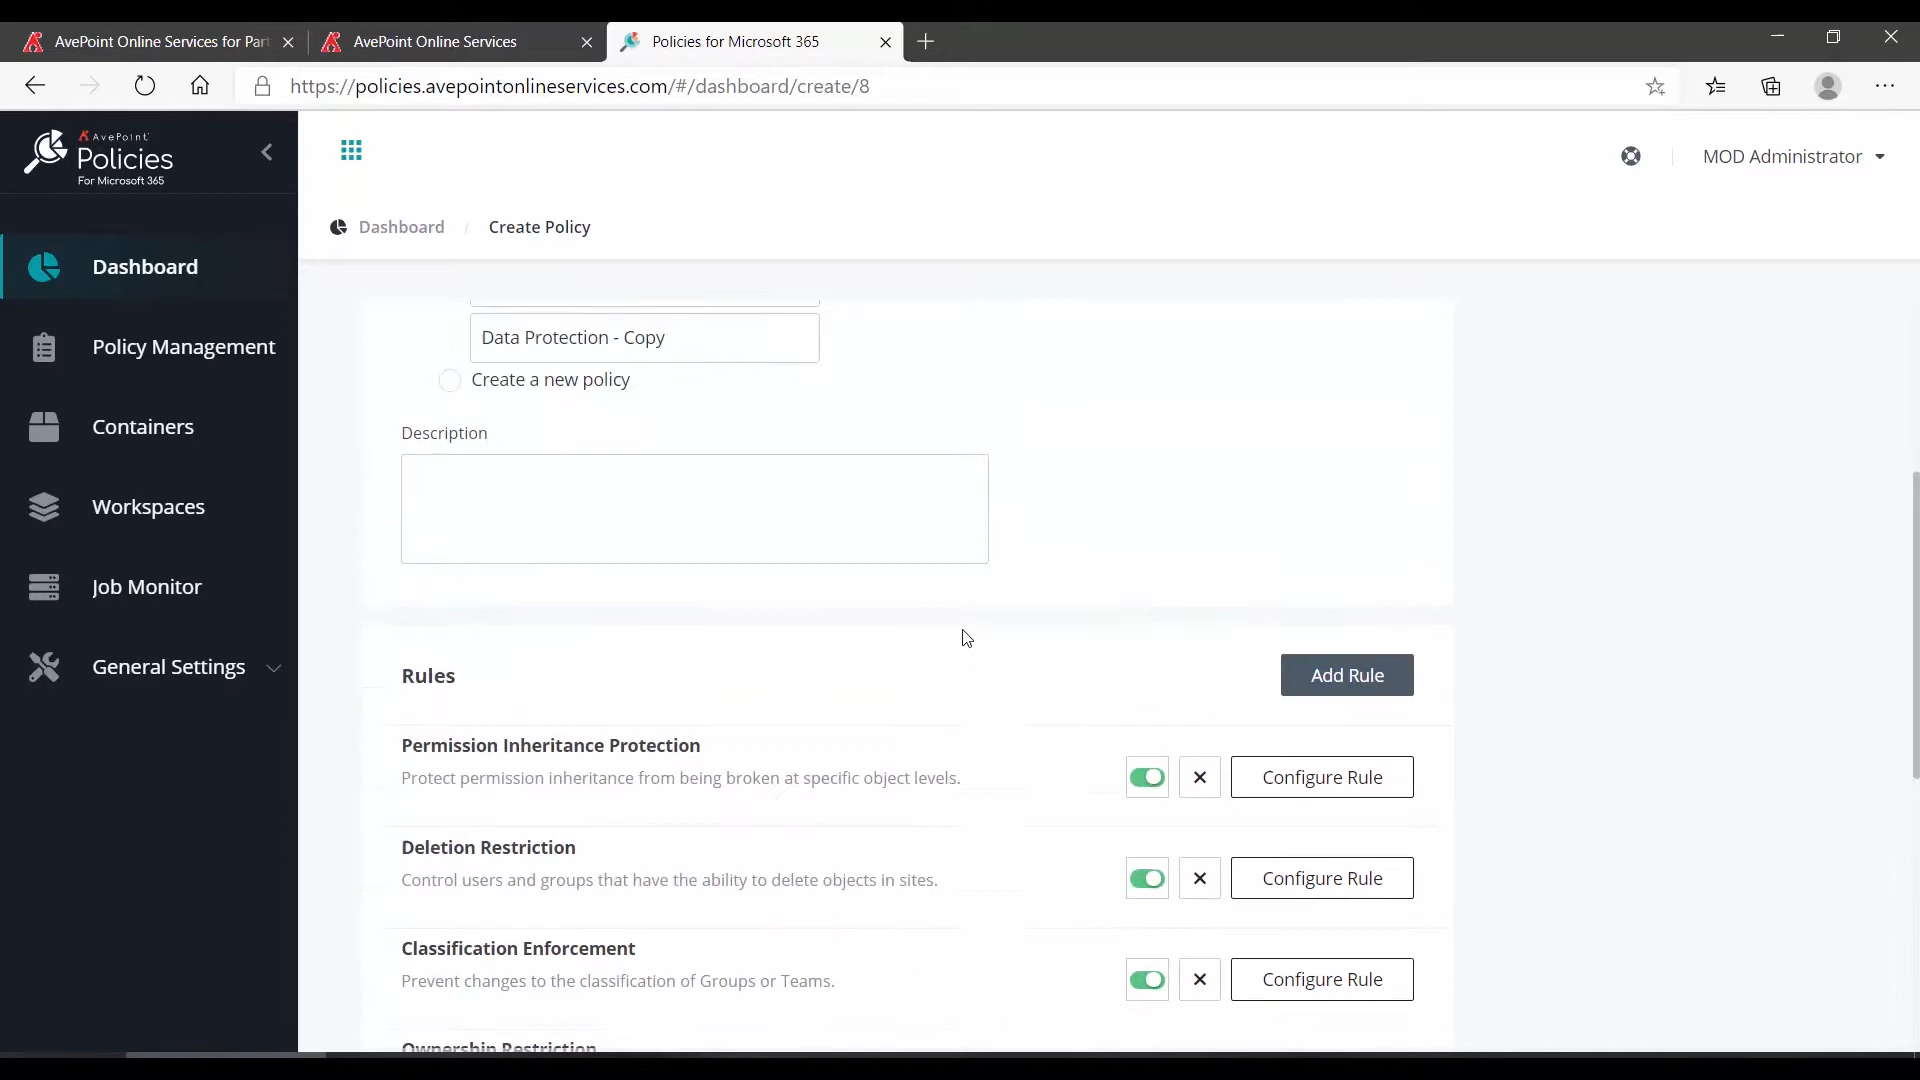 AvePoint Online Services for Part
AvePoint Online Services
Policies for Microsoft 365
https://policies.avepointonlineservices.com/#/dashboard/create/8
AvePoint
Policies
For Microsoft 365
MOD Administrator
Dashboard / Create Policy
Dashboard
Policy Management
Containers
Workspaces
Job Monitor
General Settings
Data Protection - Copy
Create a new policy
Description
Rules
Add Rule
Permission Inheritance Protection
Protect permission inheritance from being broken at specific object levels.
Configure Rule
Deletion Restriction
Control users and groups that have the ability to delete objects in sites.
Configure Rule
Classification Enforcement
Prevent changes to the classification of Groups or Teams.
Configure Rule
Ownership Restriction